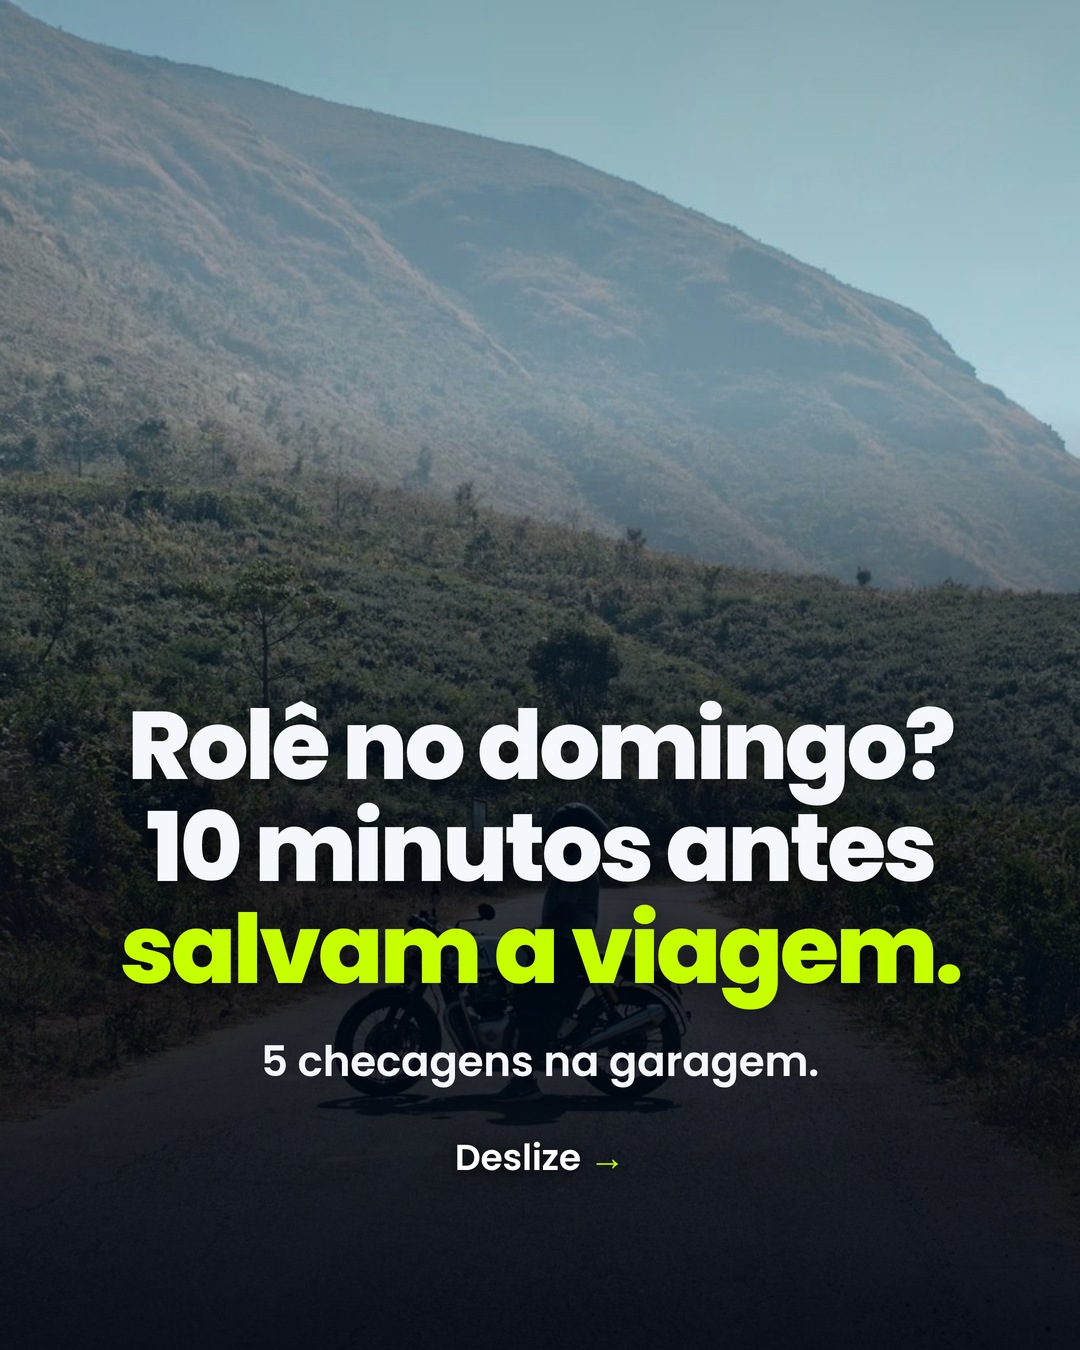 Rolê no domingo?
10 minutos antes
salvam a viagem.
5 checagens na garagem.
Deslize →